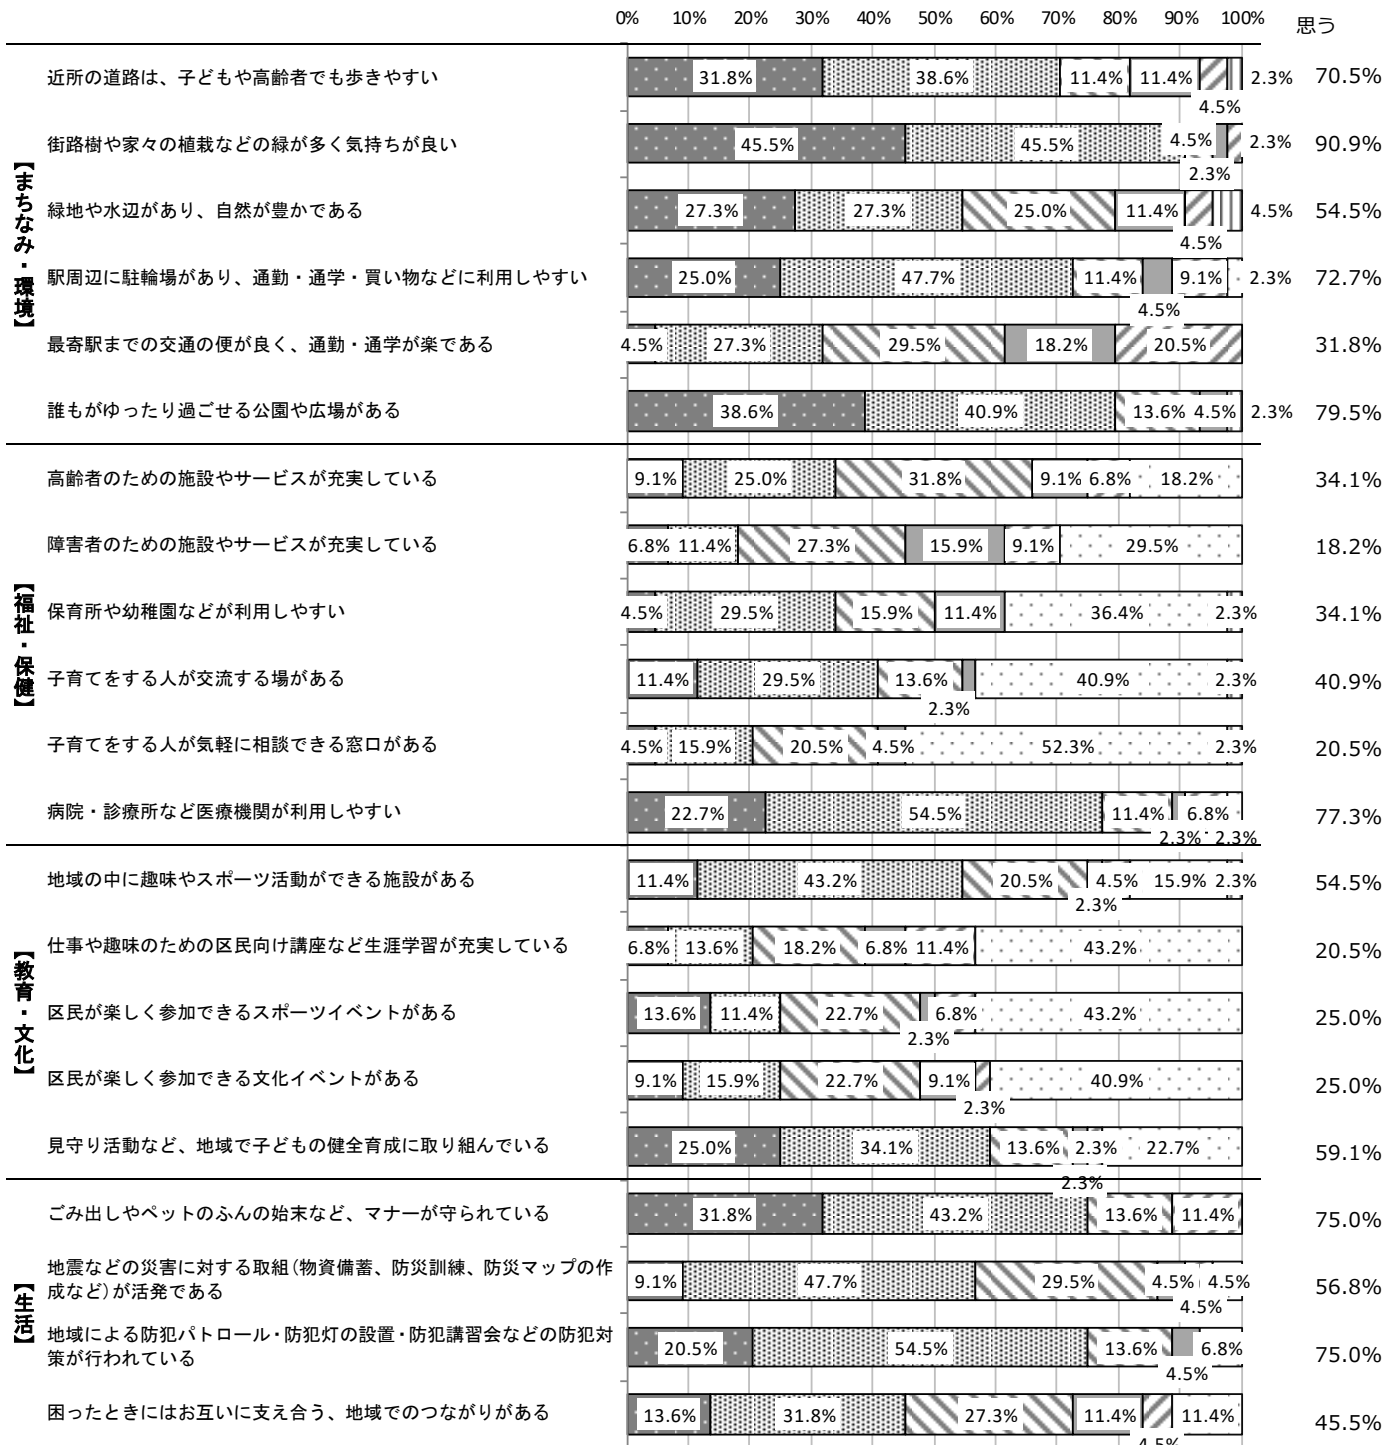 0% 10% 20% 30% 40% 50% 60% 70% 80% 90% 100% 思う
【まちなみ・環境】
近所の道路は、子どもや高齢者でも歩きやすい 31.8% 38.6% 11.4% 11.4% 4.5% 2.3% 70.5%
街路樹や家々の植栽などの緑が多く気持ちが良い 45.5% 45.5% 4.5% 2.3% 2.3% 90.9%
緑地や水辺があり、自然が豊かである 27.3% 27.3% 25.0% 11.4% 4.5% 4.5% 54.5%
駅周辺に駐輪場があり、通勤・通学・買い物などに利用しやすい 25.0% 47.7% 11.4% 4.5% 9.1% 2.3% 72.7%
最寄駅までの交通の便が良く、通勤・通学が楽である 4.5% 27.3% 29.5% 18.2% 20.5% 31.8%
誰もがゆったり過ごせる公園や広場がある 38.6% 40.9% 13.6% 4.5% 2.3% 79.5%
【福祉・保健】
高齢者のための施設やサービスが充実している 9.1% 25.0% 31.8% 9.1% 6.8% 18.2% 34.1%
障害者のための施設やサービスが充実している 6.8% 11.4% 27.3% 15.9% 9.1% 29.5% 18.2%
保育所や幼稚園などが利用しやすい 4.5% 29.5% 15.9% 11.4% 36.4% 2.3% 34.1%
子育てをする人が交流する場がある 11.4% 29.5% 13.6% 2.3% 40.9% 2.3% 40.9%
子育てをする人が気軽に相談できる窓口がある 4.5% 15.9% 20.5% 4.5% 52.3% 2.3% 20.5%
病院・診療所など医療機関が利用しやすい 22.7% 54.5% 11.4% 2.3% 6.8% 2.3% 77.3%
【教育・文化】
地域の中に趣味やスポーツ活動ができる施設がある 11.4% 43.2% 20.5% 2.3% 4.5% 15.9% 2.3% 54.5%
仕事や趣味のための区民向け講座など生涯学習が充実している 6.8% 13.6% 18.2% 6.8% 11.4% 43.2% 20.5%
区民が楽しく参加できるスポーツイベントがある 13.6% 11.4% 22.7% 2.3% 6.8% 43.2% 25.0%
区民が楽しく参加できる文化イベントがある 9.1% 15.9% 22.7% 9.1% 2.3% 40.9% 25.0%
見守り活動など、地域で子どもの健全育成に取り組んでいる 25.0% 34.1% 13.6% 2.3% 2.3% 22.7% 59.1%
【生活】
ごみ出しやペットのふんの始末など、マナーが守られている 31.8% 43.2% 13.6% 11.4% 75.0%
地震などの災害に対する取組(物資備蓄、防災訓練、防災マップの作
成など)が活発である 9.1% 47.7% 29.5% 4.5% 4.5% 4.5% 56.8%
地域による防犯パトロール・防犯灯の設置・防犯講習会などの防犯対
策が行われている 20.5% 54.5% 13.6% 4.5% 6.8% 75.0%
困ったときにはお互いに支え合う、地域でのつながりがある 13.6% 31.8% 27.3% 11.4% 4.5% 11.4% 45.5%